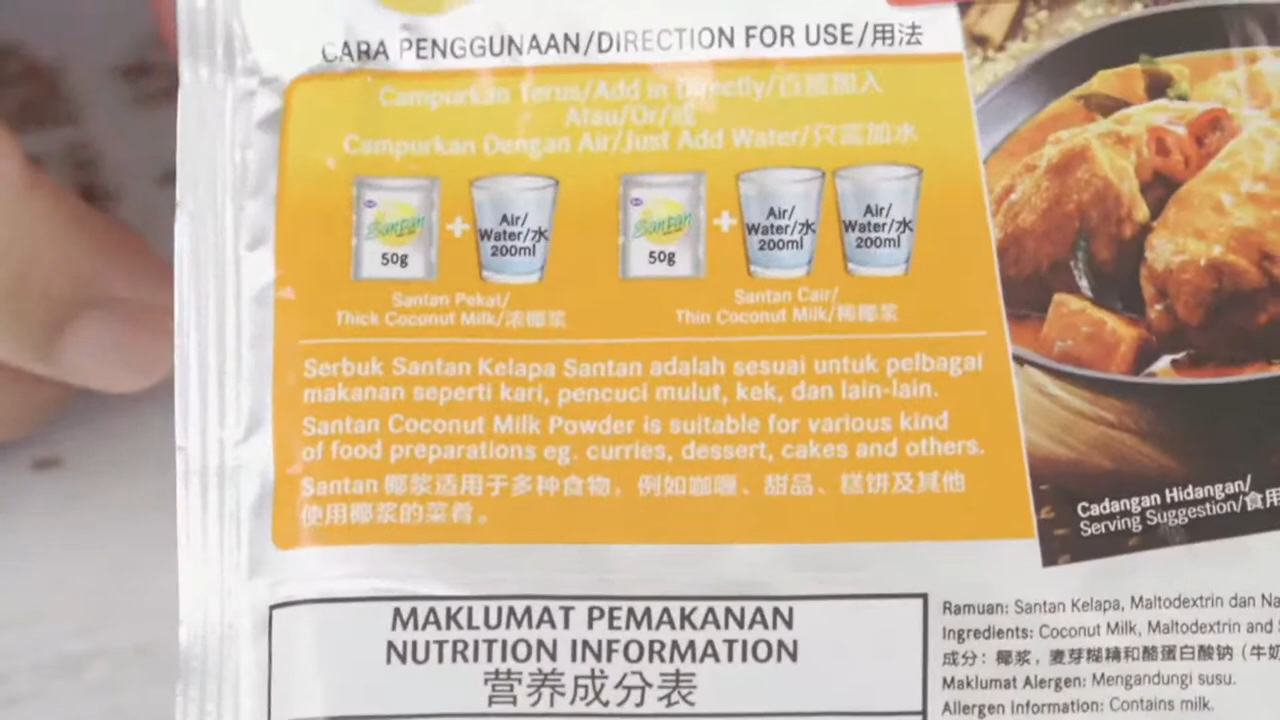 CARA PENGGUNAAN/DIRECTION FOR USE/用法
Campurkan Terus/Add in Directly/直接加入
Atau/Or/或
Campurkan Dengan Air/Just Add Water/只需加水
Santan
50g
+
Air/
Water/水
200ml
Santan Pekat/
Thick Coconut Milk/浓椰浆
Santan
50g
+
Air/
Water/水
200ml
Air/
Water/水
200ml
Santan Cair/
Thin Coconut Milk/稀椰浆
Serbuk Santan Kelapa Santan adalah sesuai untuk pelbagai
makanan seperti kari, pencuci mulut, kek, dan lain-lain.
Santan Coconut Milk Powder is suitable for various kind
of food preparations eg. curries, dessert, cakes and others.
Santan 椰浆适用于多种食物，例如咖喱、甜品、糕饼及其他
使用椰浆的菜肴。
Cadangan Hidangan/
Serving Suggestion/食用
MAKLUMAT PEMAKANAN
NUTRITION INFORMATION
营养成分表
Ramuan: Santan Kelapa, Maltodextrin dan Na
Ingredients: Coconut Milk, Maltodextrin and
成分：椰浆，麦芽糊精和酪蛋白酸钠（牛奶
Maklumat Alergen: Mengandungi susu.
Allergen Information: Contains milk.